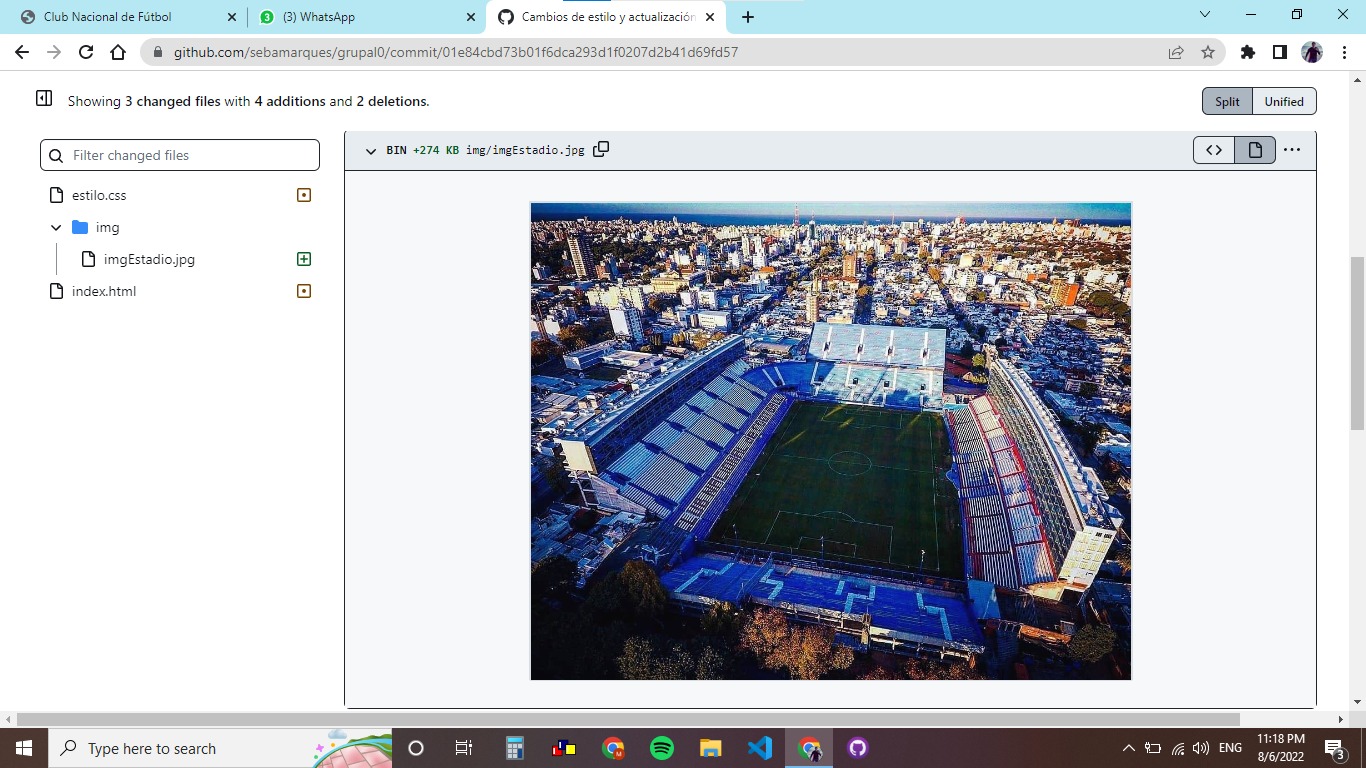 Club Nacional de Fútbol
(3) WhatsApp
Cambios de estilo y actualización
github.com/sebamarques/grupal0/commit/01e84cbd73b01f6dca293d1f0207d2b41d69fd57
Showing 3 changed files with 4 additions and 2 deletions.
Split
Unified
Filter changed files
estilo.css
img
imgEstadio.jpg
index.html
BIN +274 KB img/imgEstadio.jpg
Type here to search
ENG
11:18 PM
8/6/2022
3